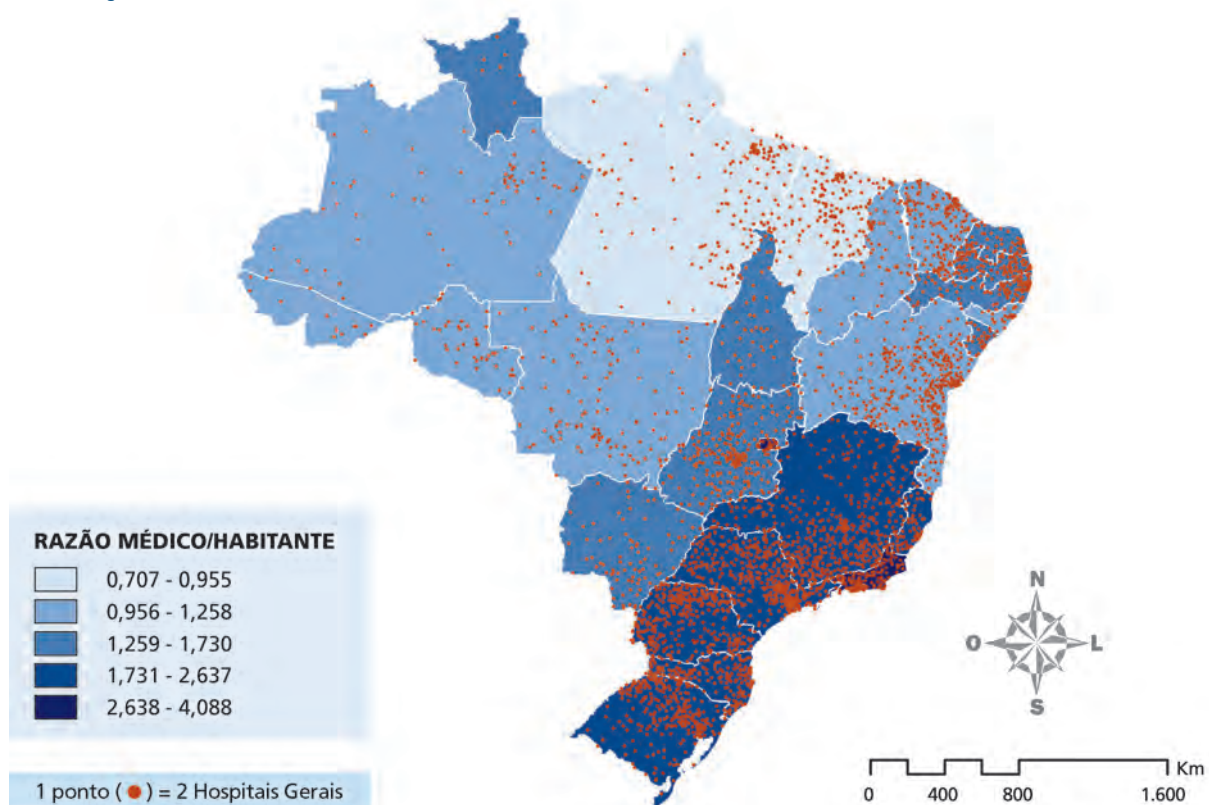 RAZÃO MÉDICO/HABITANTE
0,707 - 0,955
0,956 - 1,258
1,259 - 1,730
1,731 - 2,637
2,638 - 4,088
1 ponto ( ) = 2 Hospitais Gerais
N
O L
S
Km
0 400 800 1.600